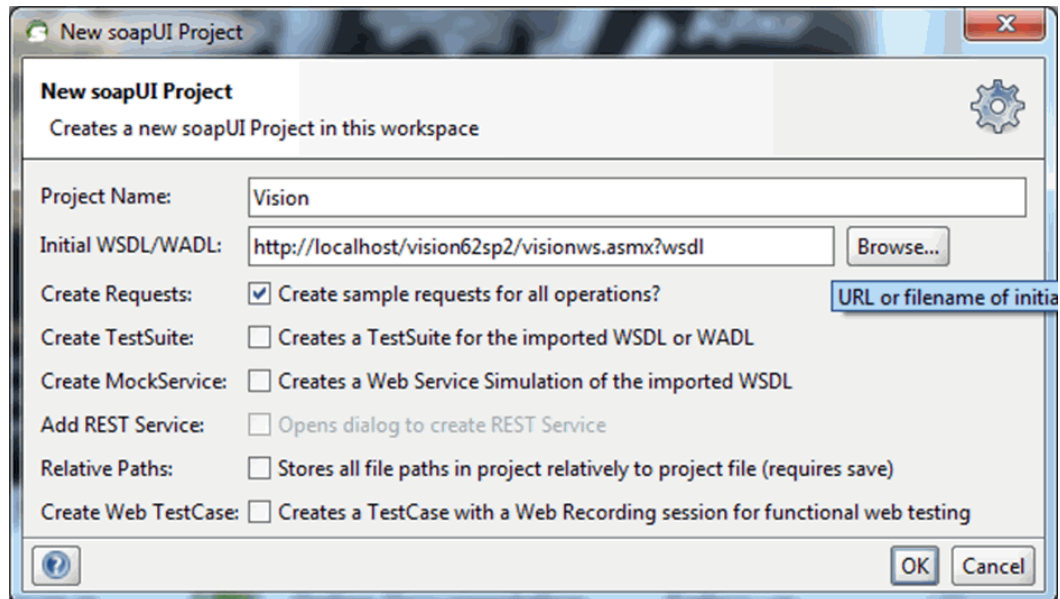 New soapUI Project
New soapUI Project
Creates a new soapUI Project in this workspace
Project Name: Vision
Initial WSDL/WADL: http://localhost/vision62sp2/visionws.asmx?wsdl Browse...
Create Requests: Create sample requests for all operations? URL or filename of initia
Create TestSuite: Creates a TestSuite for the imported WSDL or WADL
Create MockService: Creates a Web Service Simulation of the imported WSDL
Add REST Service: Opens dialog to create REST Service
Relative Paths: Stores all file paths in project relatively to project file (requires save)
Create Web TestCase: Creates a TestCase with a Web Recording session for functional web testing
OK Cancel